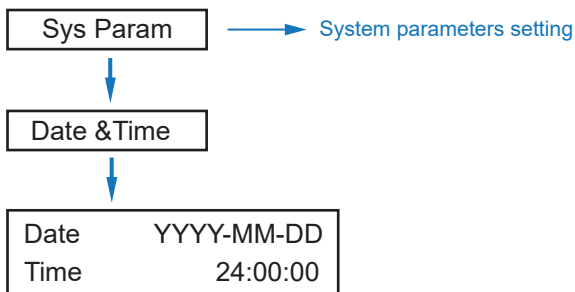 Sys Param System parameters setting
Date &Time
Date YYYY-MM-DD
Time 24:00:00